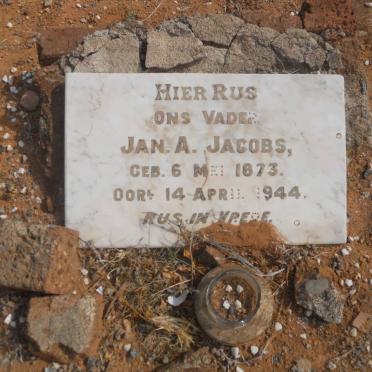 HIER RUS
ONS VADER
JAN. A. JACOBS,
GEB. 6 MEI 1873.
OORL 14 APRIL 1944.
RUS IN VREDE.